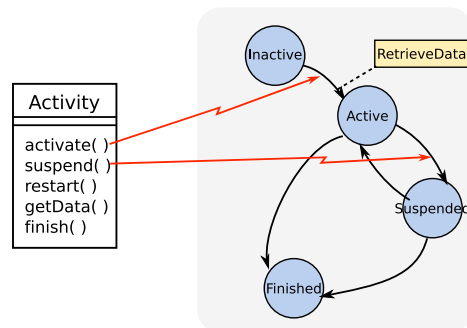 Activity
activate( )
suspend( )
restart( )
getData( )
finish( )
Inactive
RetrieveData
Active
Suspended
Finished